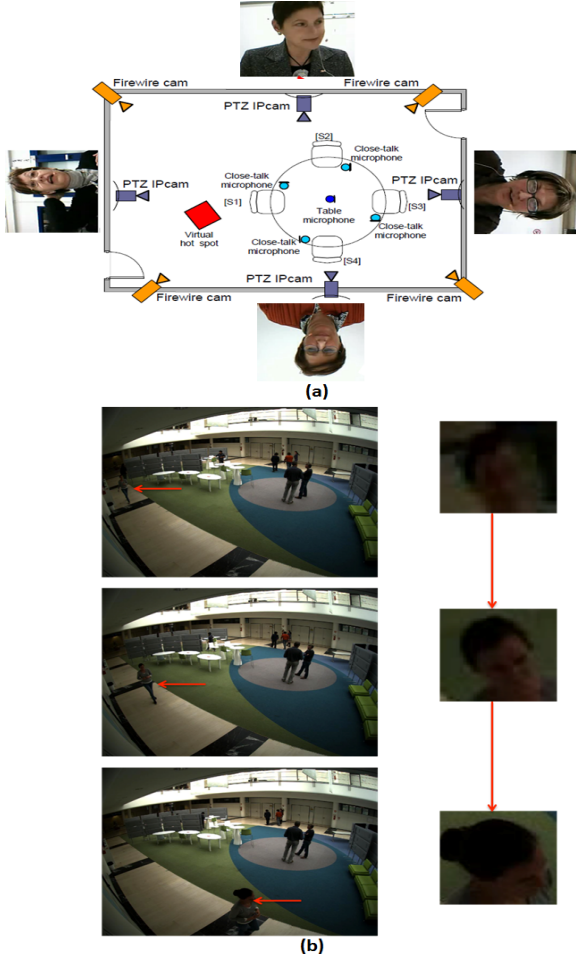 Firewire cam
Firewire cam
PTZ IPcam
[S2]
Close-talk
microphone
PTZ IPcam
Close-talk
microphone
PTZ IPcam
[S1]
Table
microphone
[S3]
Virtual
hot spot
Close-talk
microphone
Close-talk
microphone
[S4]
PTZ IPcam
Firewire cam
Firewire cam
(a)
(b)